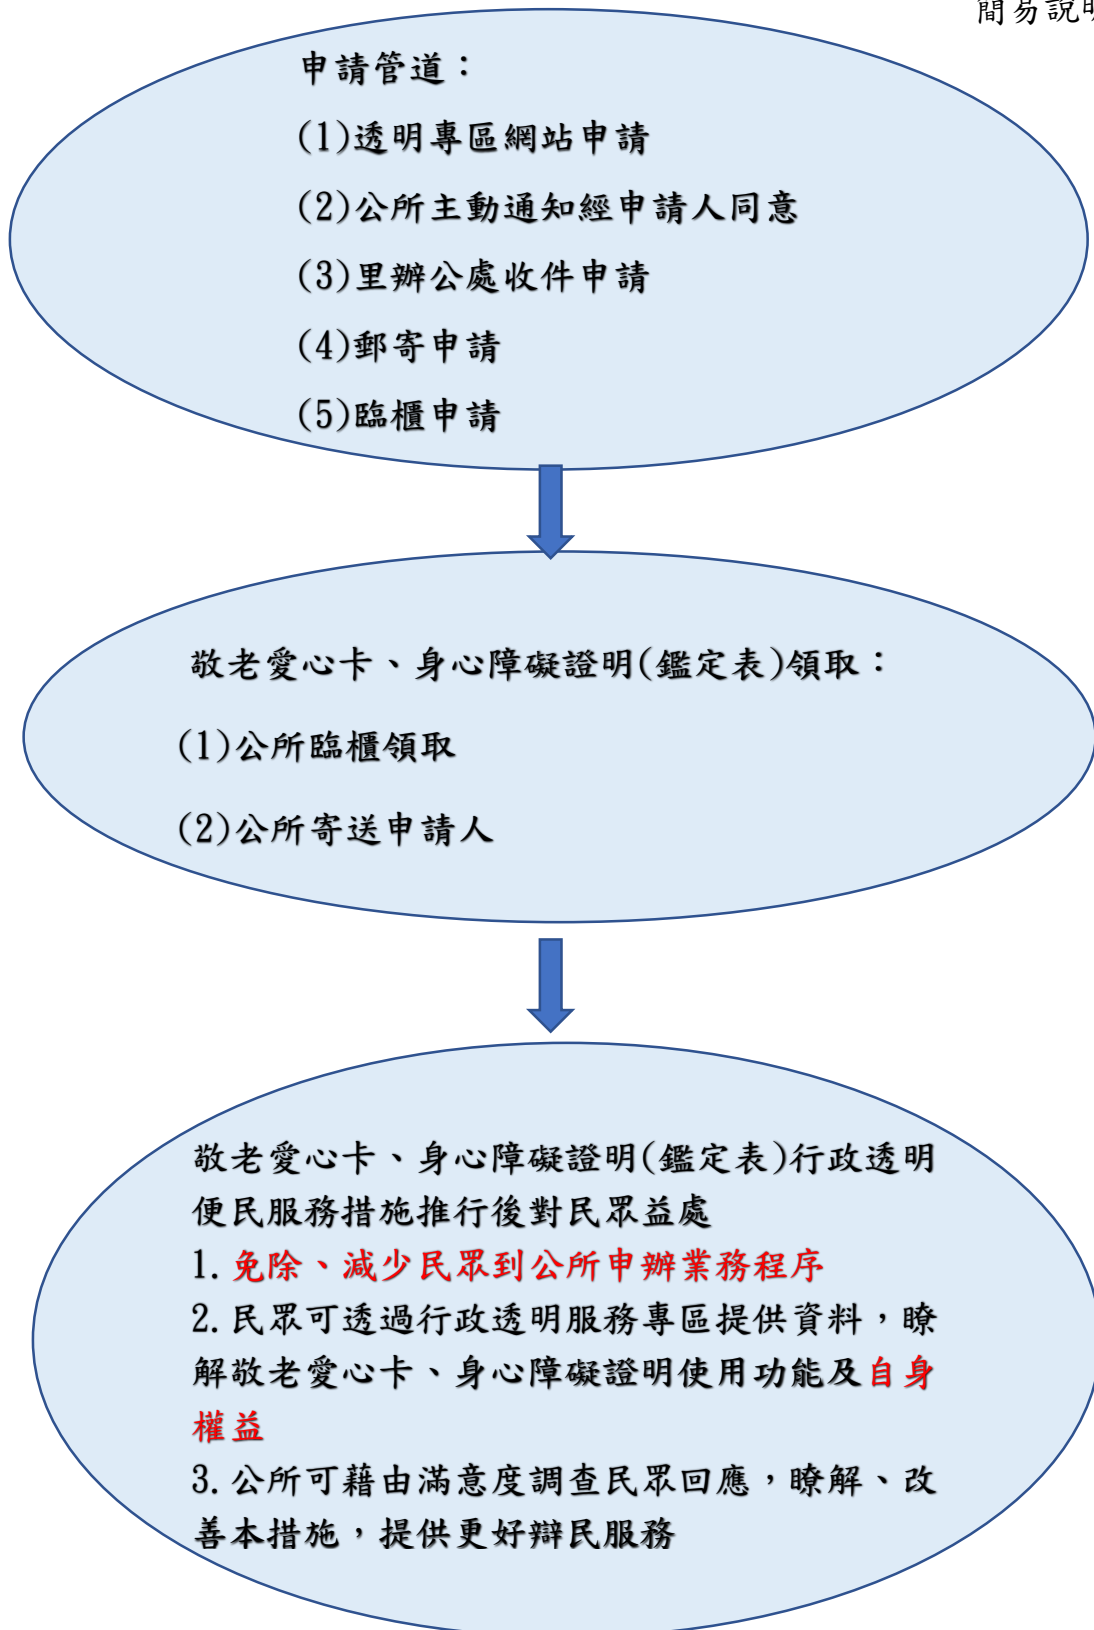 簡易說明
申請管道：
(1)透明專區網站申請
(2)公所主動通知經申請人同意
(3)里辦公處收件申請
(4)郵寄申請
(5)臨櫃申請
敬老愛心卡、身心障礙證明(鑑定表)領取：
(1)公所臨櫃領取
(2)公所寄送申請人
敬老愛心卡、身心障礙證明(鑑定表)行政透明
便民服務措施推行後對民眾益處
1.免除、減少民眾到公所申辦業務程序
2.民眾可透過行政透明服務專區提供資料，瞭
解敬老愛心卡、身心障礙證明使用功能及自身
權益
3.公所可藉由滿意度調查民眾回應，瞭解、改
善本措施，提供更好辯民服務